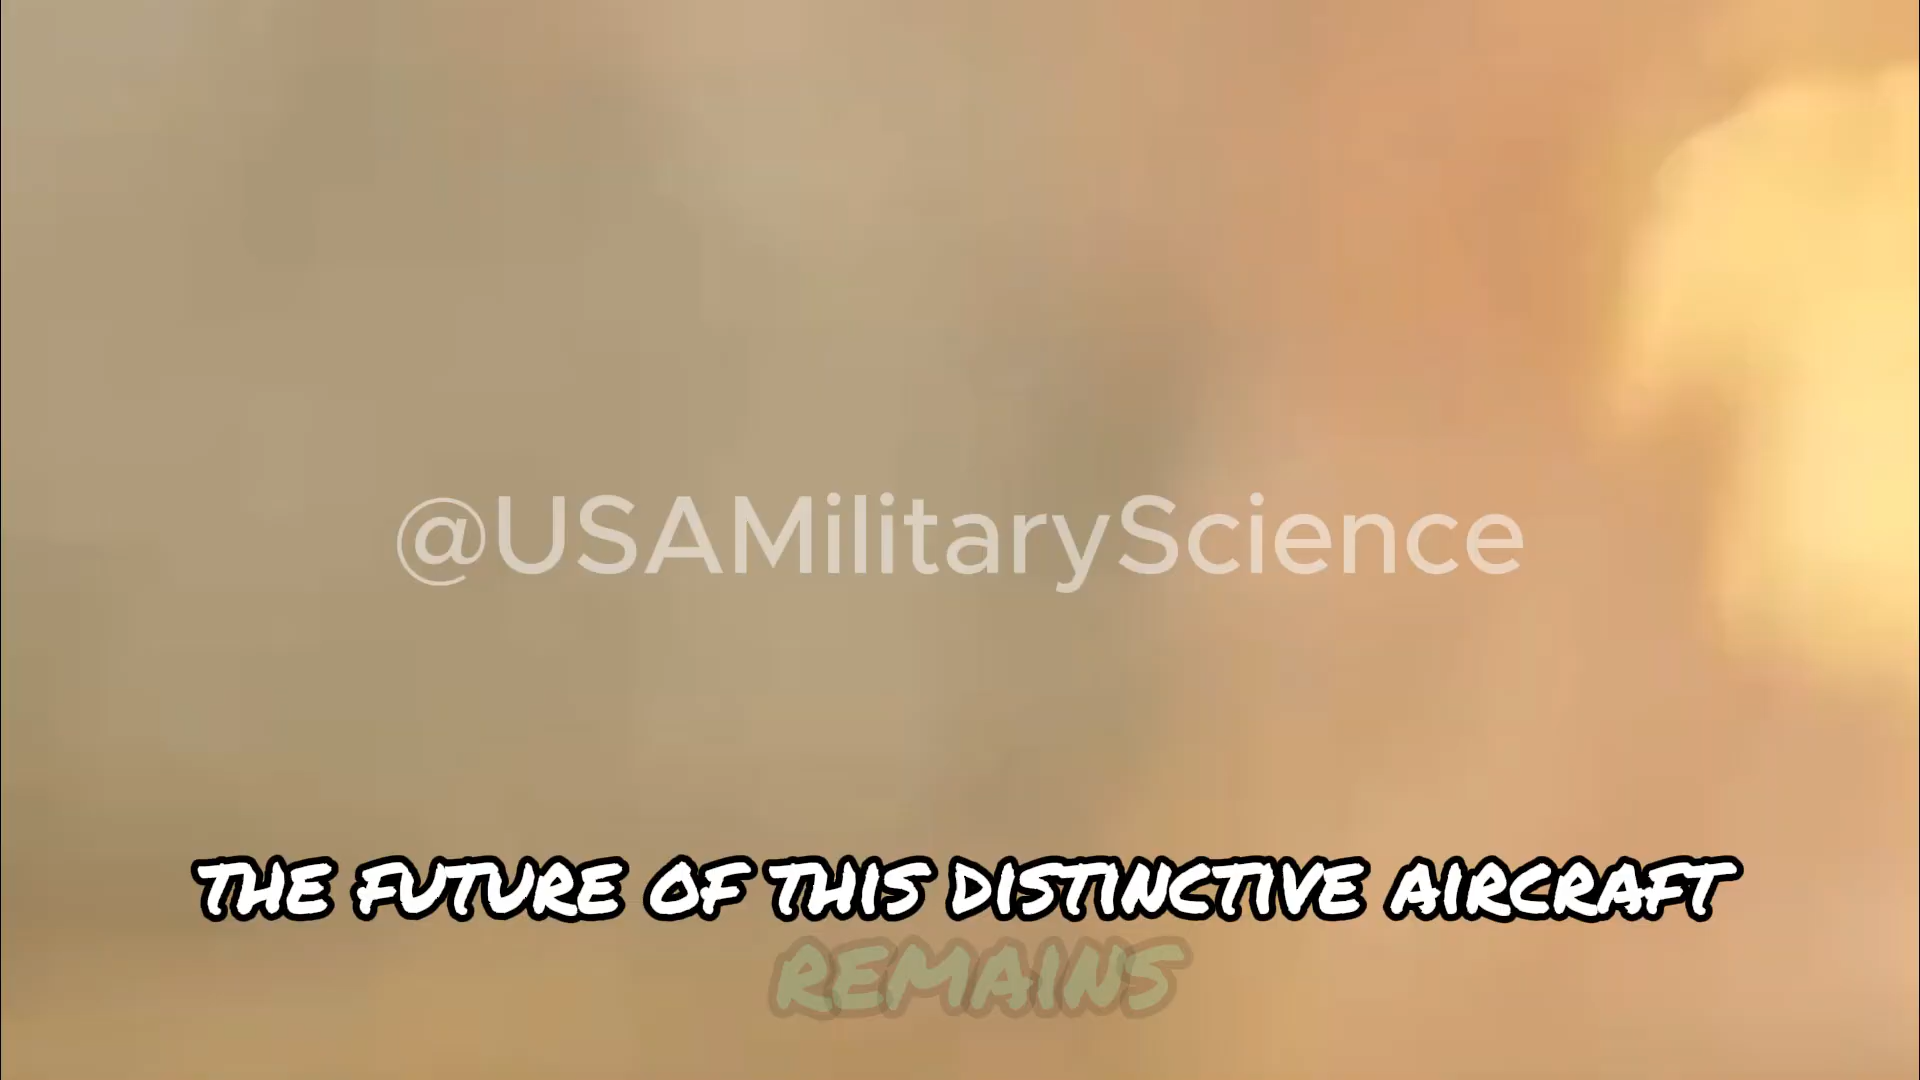 @USAMilitaryScience
THE FUTURE OF THIS DISTINCTIVE AIRCRAFT
REMAINS